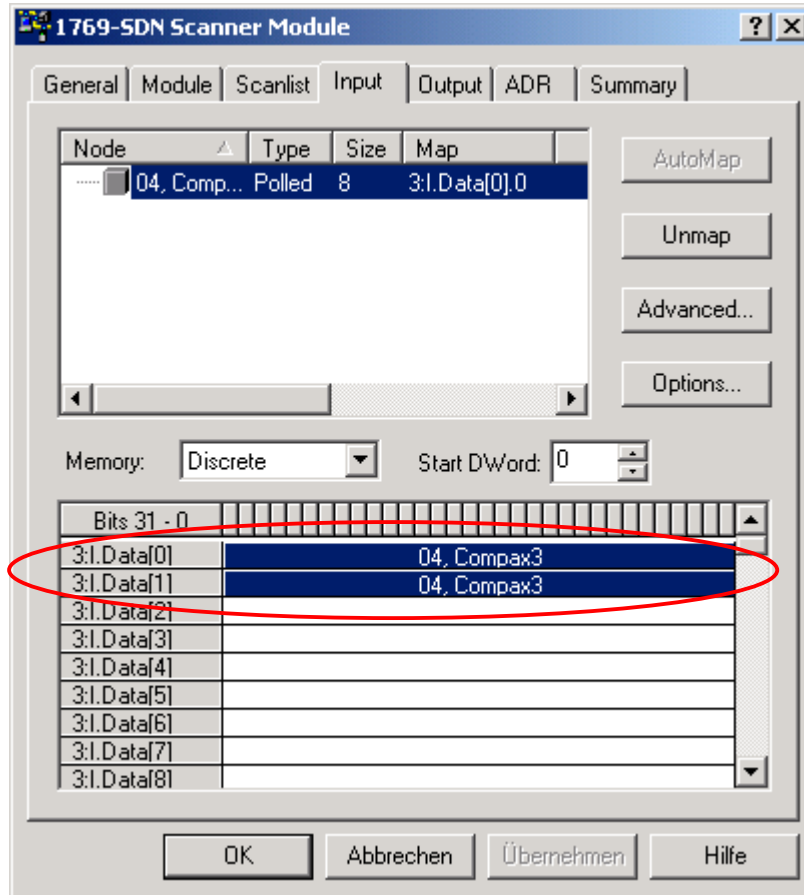 1769-SDN Scanner Module
General Module Scanlist Input Output ADR Summary
Node Type Size Map
04, Comp... Polled 8 3:I.Data[0].0
AutoMap
Unmap
Advanced...
Options...
Memory: Discrete Start DWord: 0
Bits 31 - 0
3:I.Data[0] 04, Compax3
3:I.Data[1] 04, Compax3
3:I.Data[2]
3:I.Data[3]
3:I.Data[4]
3:I.Data[5]
3:I.Data[6]
3:I.Data[7]
3:I.Data[8]
OK Abbrechen Übernehmen Hilfe